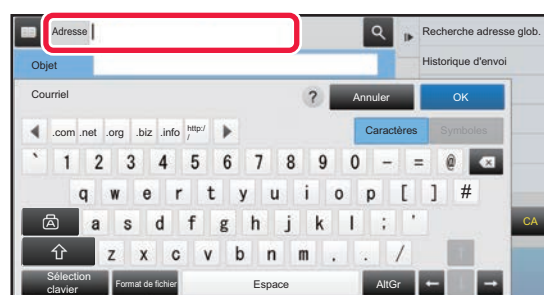 Adresse
Recherche adresse glob.
Objet
Historique d'envoi
Courriel
?
Annuler
OK
.com .net .org .biz .info http://
Caractères
Symboles
` 1 2 3 4 5 6 7 8 9 0 - = @
q w e r t y u i o p [ ] #
a s d f g h j k l ; '
CA
z x c v b n m . . /
Sélection clavier
Format de fichier
Espace
AltGr